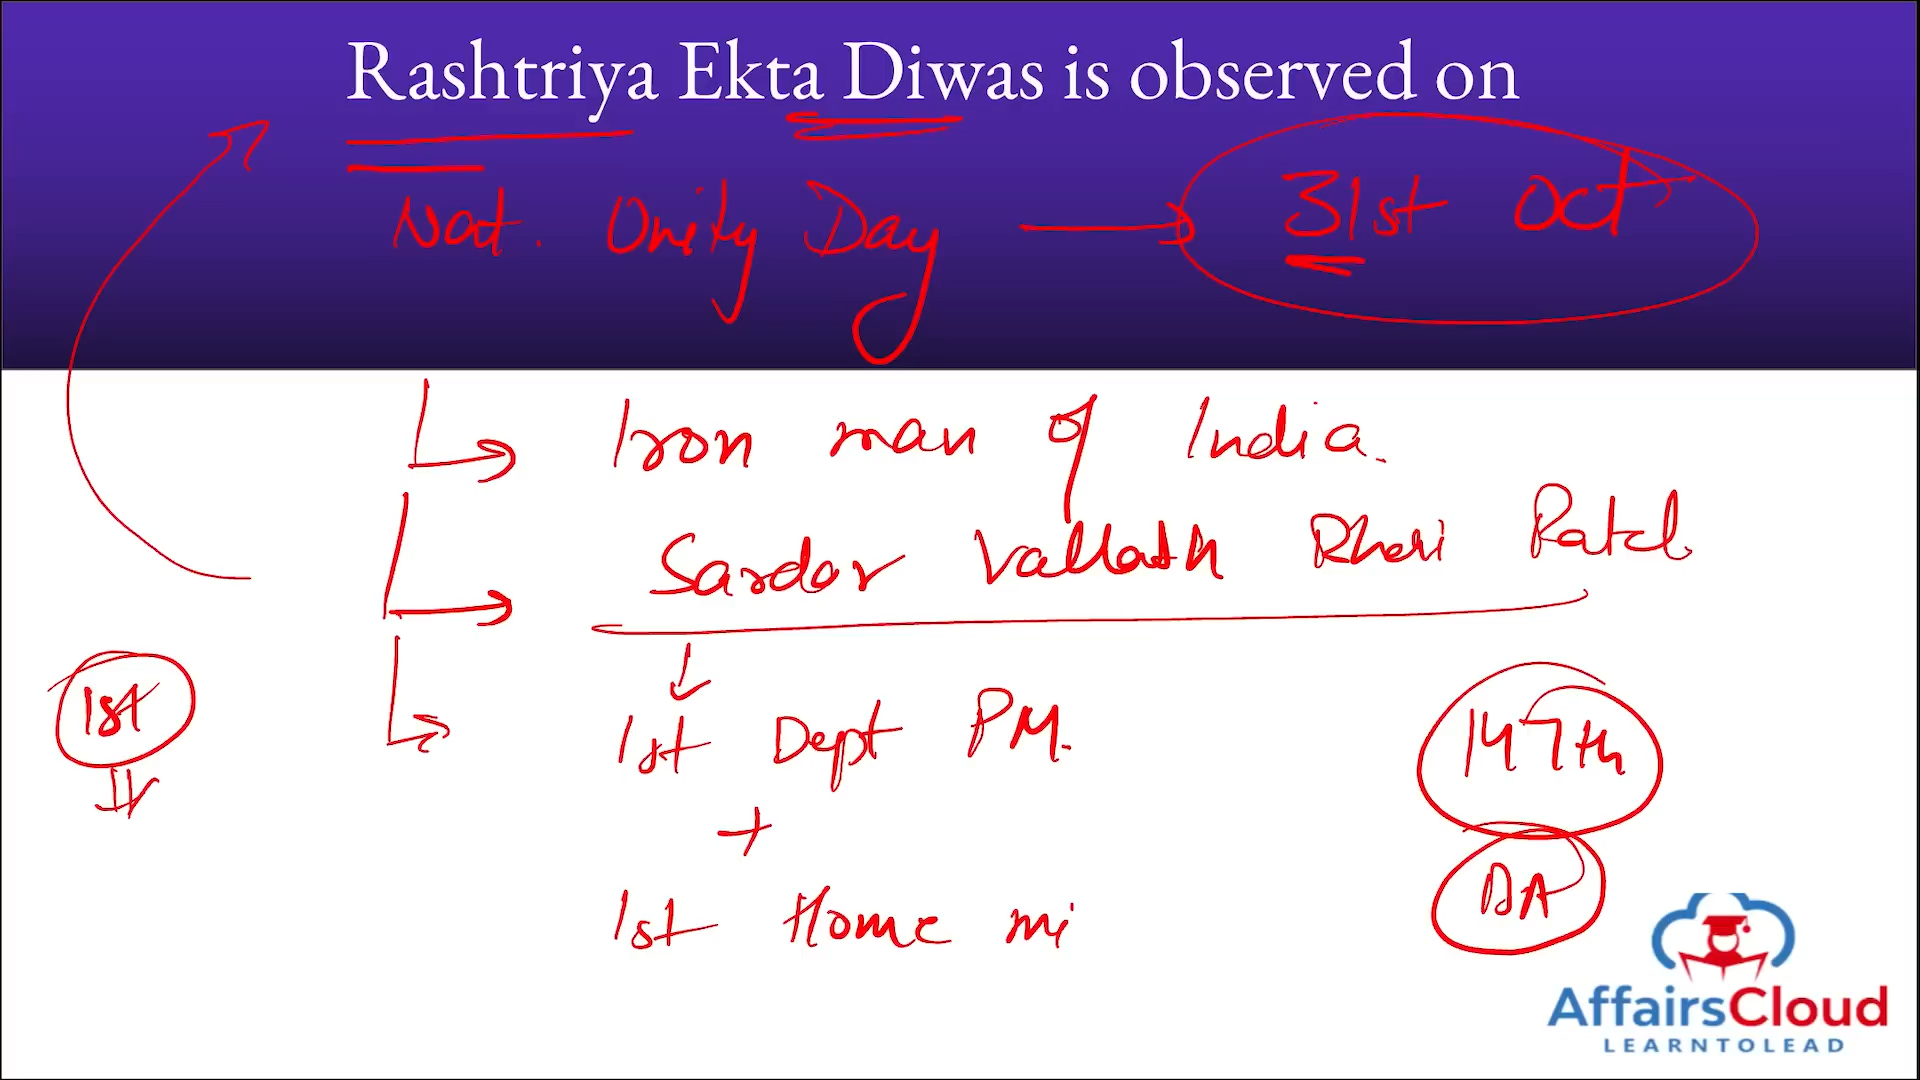 Rashtriya Ekta Diwas is observed on
Nat. Unity Day → 31st Oct
Iron man of India.
Sardar Vallabh Bhai Patel
1st
1st Dept PM.
147th
+
BA
1st Home mi
AffairsCloud
LEARNTOLEAD